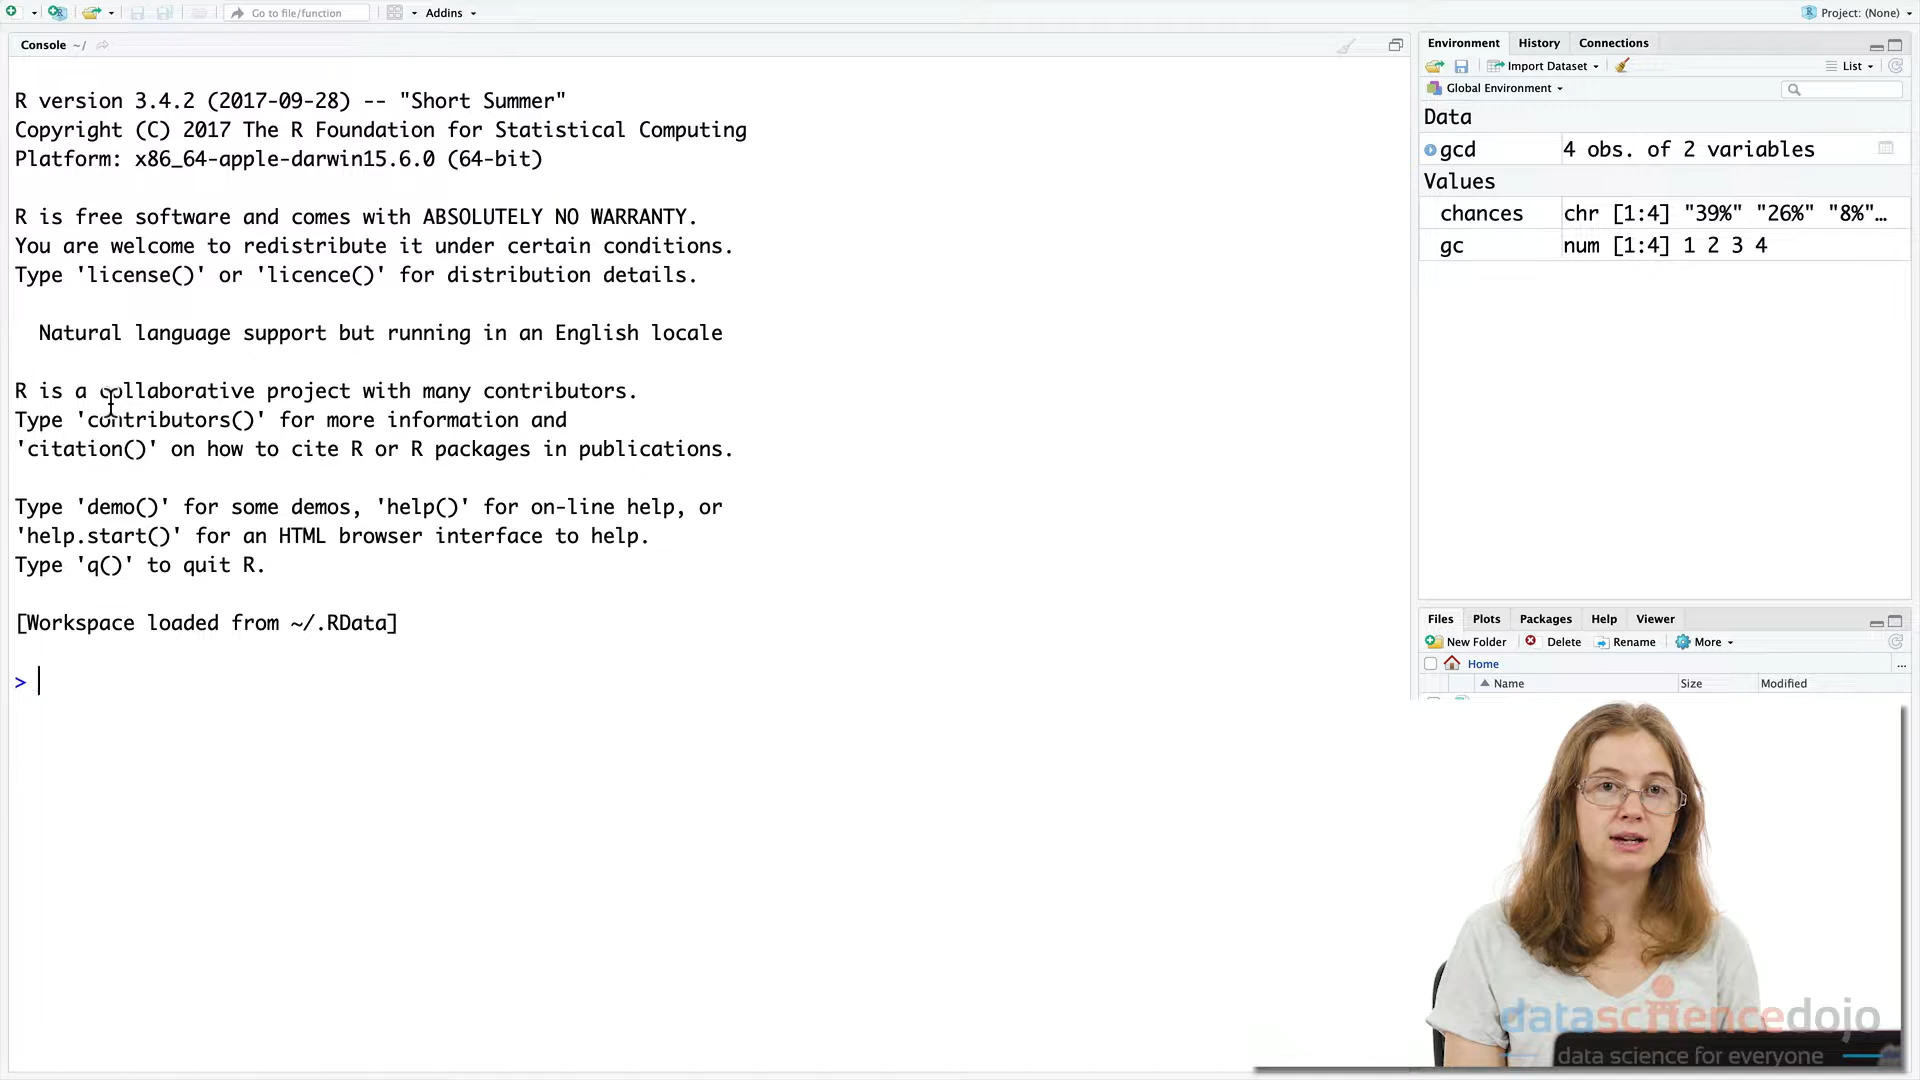 Go to file/function
Addins
Project: (None)
Console ~/
R version 3.4.2 (2017-09-28) -- "Short Summer"
Copyright (C) 2017 The R Foundation for Statistical Computing
Platform: x86_64-apple-darwin15.6.0 (64-bit)
R is free software and comes with ABSOLUTELY NO WARRANTY.
You are welcome to redistribute it under certain conditions.
Type 'license()' or 'licence()' for distribution details.
Natural language support but running in an English locale
R is a collaborative project with many contributors.
Type 'contributors()' for more information and
'citation()' on how to cite R or R packages in publications.
Type 'demo()' for some demos, 'help()' for on-line help, or
'help.start()' for an HTML browser interface to help.
Type 'q()' to quit R.
[Workspace loaded from ~/.RData]
>
Environment History Connections
Import Dataset List
Global Environment
Data
gcd 4 obs. of 2 variables
Values
chances chr [1:4] "39%" "26%" "8%"…
gc num [1:4] 1 2 3 4
Files Plots Packages Help Viewer
New Folder Delete Rename More
Home ...
Name Size Modified
datasciencedojo
data science for everyone